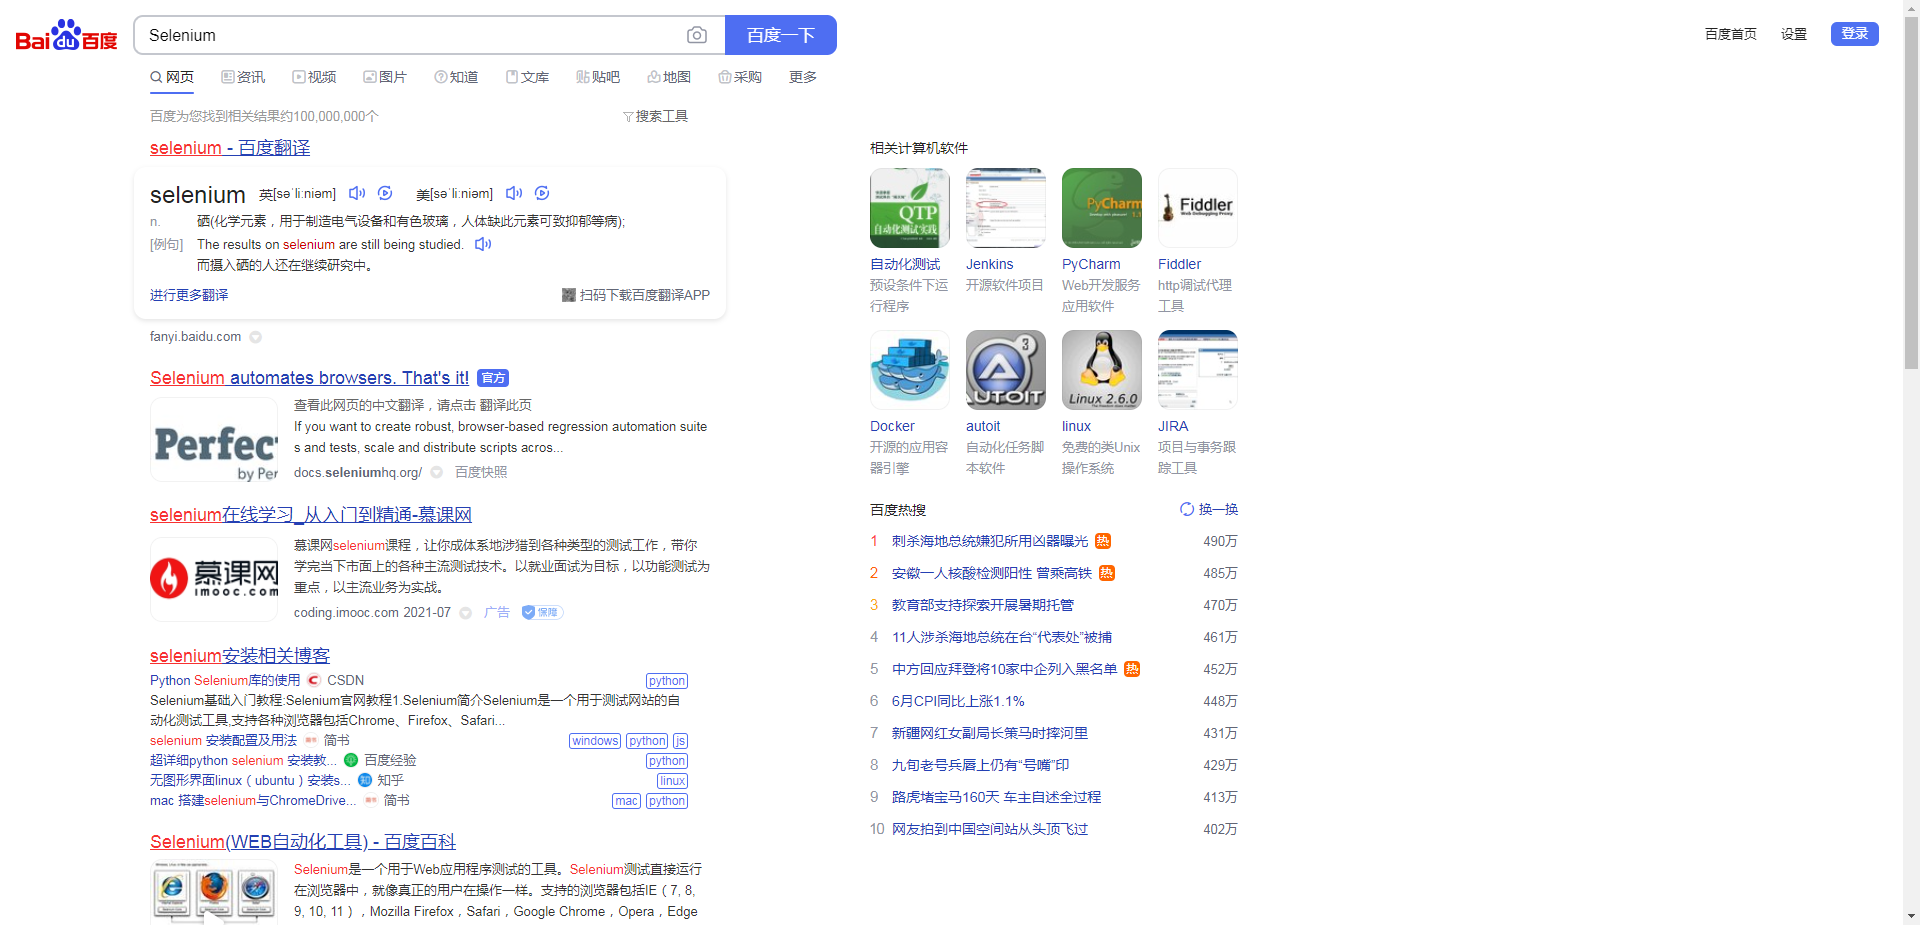 Bai du 百度
Selenium
百度一下
百度首页 设置 登录
网页 资讯 视频 图片 知道 文库 贴吧 地图 采购 更多
百度为您找到相关结果约100,000,000个 搜索工具
selenium - 百度翻译
selenium 英[səˈliːniəm] 美[səˈliːniəm]
n. 硒(化学元素，用于制造电气设备和有色玻璃，人体缺此元素可致抑郁等病);
[例句] The results on selenium are still being studied.
而摄入硒的人还在继续研究中。
进行更多翻译 扫码下载百度翻译APP
fanyi.baidu.com
Selenium automates browsers. That's it! 官方
Perfec
by Per
查看此网页的中文翻译，请点击 翻译此页
If you want to create robust, browser-based regression automation suite
s and tests, scale and distribute scripts acros...
docs.seleniumhq.org/ 百度快照
selenium在线学习_从入门到精通-慕课网
慕课网
imooc.com
慕课网selenium课程，让你成体系地涉猎到各种类型的测试工作，带你
学完当下市面上的各种主流测试技术。以就业面试为目标，以功能测试为
重点，以主流业务为实战。
coding.imooc.com 2021-07 广告 保障
selenium安装相关博客
Python Selenium库的使用 CSDN python
Selenium基础入门教程:Selenium官网教程1.Selenium简介Selenium是一个用于测试网站的自
动化测试工具,支持各种浏览器包括Chrome、Firefox、Safari...
selenium 安装配置及用法 简书 windows python js
超详细python selenium 安装教... 百度经验 python
无图形界面linux（ubuntu）安装s... 知乎 linux
mac 搭建selenium与ChromeDrive... 简书 mac python
Selenium(WEB自动化工具) - 百度百科
Selenium是一个用于Web应用程序测试的工具。Selenium测试直接运行
在浏览器中，就像真正的用户在操作一样。支持的浏览器包括IE（7, 8,
9, 10, 11），Mozilla Firefox，Safari，Google Chrome，Opera，Edge
相关计算机软件
QTP
自动化测试实践
PyCharm
Fiddler
Web Debugging Proxy
自动化测试 Jenkins PyCharm Fiddler
预设条件下运 开源软件项目 Web开发服务 http调试代理
行程序 应用软件 工具
3
AUTOIT
Linux 2.6.0
Docker autoit linux JIRA
开源的应用容 自动化任务脚 免费的类Unix 项目与事务跟
器引擎 本软件 操作系统 踪工具
百度热搜 换一换
1 刺杀海地总统嫌犯所用凶器曝光 热 490万
2 安徽一人核酸检测阳性 曾乘高铁 热 485万
3 教育部支持探索开展暑期托管 470万
4 11人涉杀海地总统在台“代表处”被捕 461万
5 中方回应拜登将10家中企列入黑名单 热 452万
6 6月CPI同比上涨1.1% 448万
7 新疆网红女副局长策马时摔河里 431万
8 九旬老号兵唇上仍有“号嘴”印 429万
9 路虎堵宝马160天 车主自述全过程 413万
10 网友拍到中国空间站从头顶飞过 402万